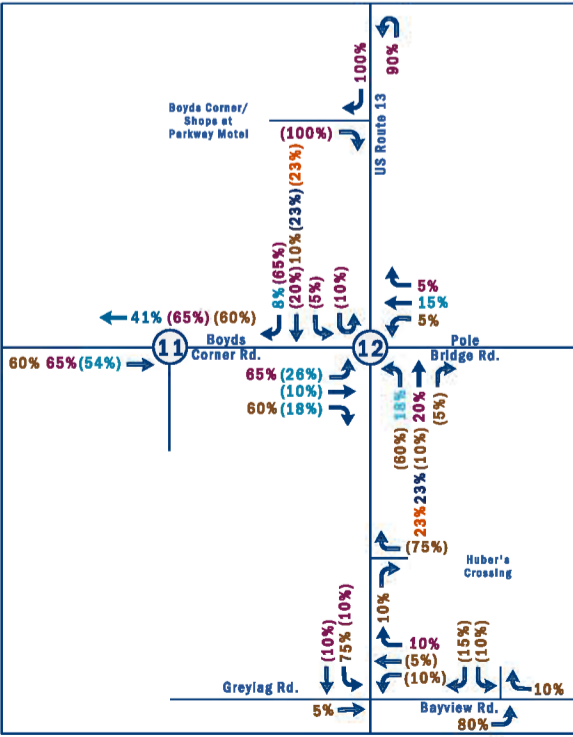 100%
90%
US Route 13
Boyds Corner/
Shops at
Parkway Motel
(100%)
8% (65%)
(20%) 10% (23%) (23%)
(5%)
(10%)
5%
15%
5%
41% (65%) (60%)
11
Boyds
Corner Rd.
12
Pole
Bridge Rd.
60% 65% (54%)
65% (26%)
(10%)
60% (18%)
(60%) 18%
23% 23% (10%) 20%
(5%)
(75%)
Huber's
Crossing
10%
(10%)
75% (10%)
10%
(5%)
(10%)
(15%)
(10%)
Greylag Rd.
5%
Bayview Rd.
10%
80%